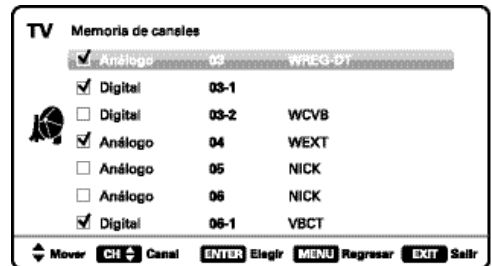 TV Memoria de canales
Análogo 03 WREG-DT
Digital 03-1
Digital 03-2 WCVB
Análogo 04 WEXT
Análogo 05 NICK
Análogo 06 NICK
Digital 06-1 VBCT
Mover CH Canal ENTER Elegir MENU Regresar EXIT Salir